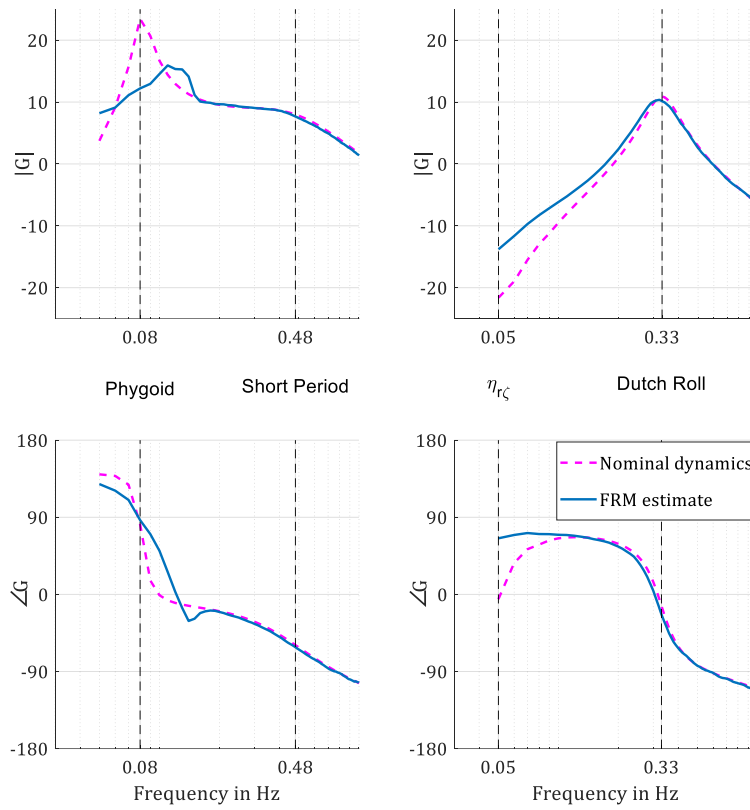 20
10
0
-10
-20
|G|
0.08
0.48
20
10
0
-10
-20
|G|
0.05
0.33
Phygoid
Short Period
ηrζ
Dutch Roll
180
90
0
-90
-180
∠G
0.08
0.48
Frequency in Hz
180
90
0
-90
-180
∠G
Nominal dynamics
FRM estimate
0.05
0.33
Frequency in Hz